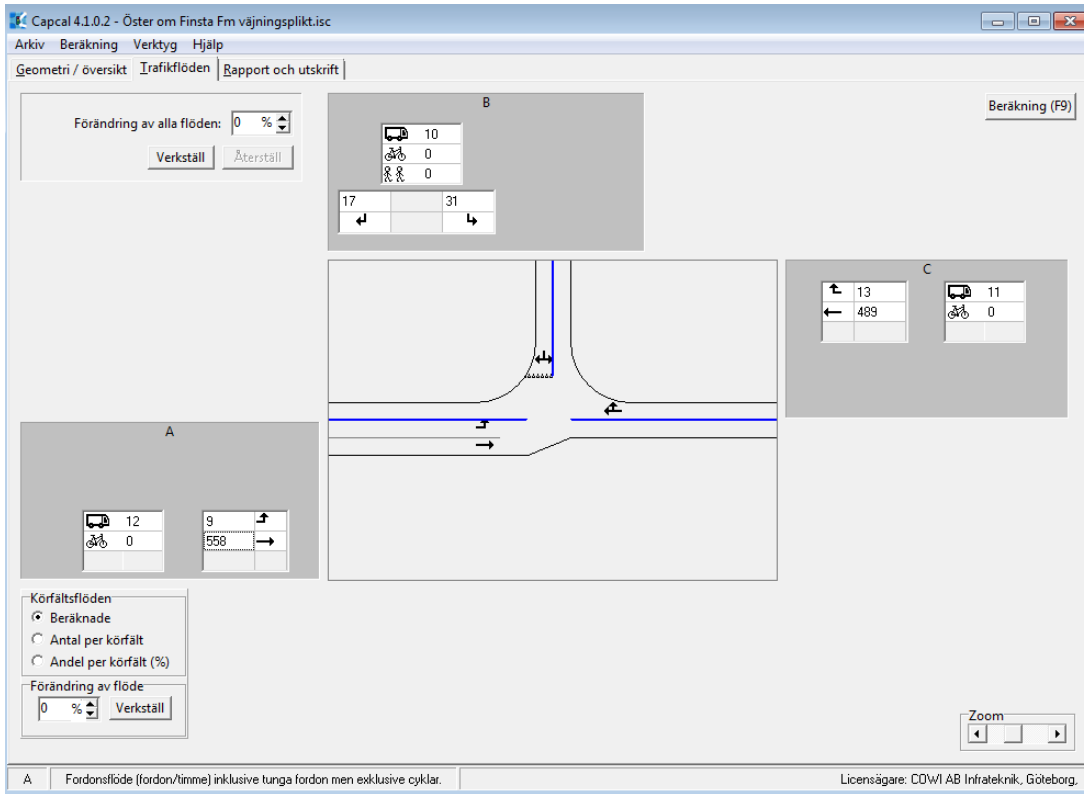 Capcal 4.1.0.2 - Öster om Finsta Fm väjningsplikt.isc
Arkiv Beräkning Verktyg Hjälp
Geometri / översikt Trafikflöden Rapport och utskrift
Förändring av alla flöden: 0 %
Verkställ Återställ
B
10
0
0
17 31
Beräkning (F9)
C
13 11
489 0
A
12 9
0 558
Körfältsflöden
Beräknade
Antal per körfält
Andel per körfält (%)
Förändring av flöde
0 % Verkställ
Zoom
A Fordonsflöde (fordon/timme) inklusive tunga fordon men exklusive cyklar. Licensägare: COWI AB Infrateknik, Göteborg,